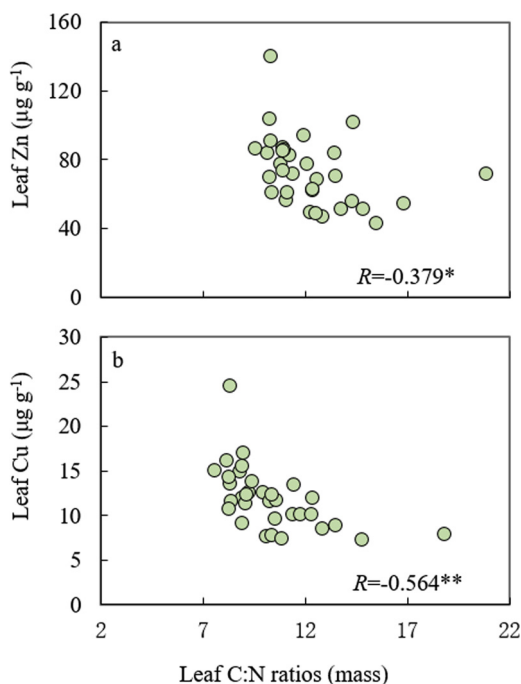 160
a
120
Leaf Zn (μg g-1)
80
40
R=-0.379*
0
30
b
25
20
Leaf Cu (μg g-1)
15
10
5
R=-0.564**
0
2 7 12 17 22
Leaf C:N ratios (mass)